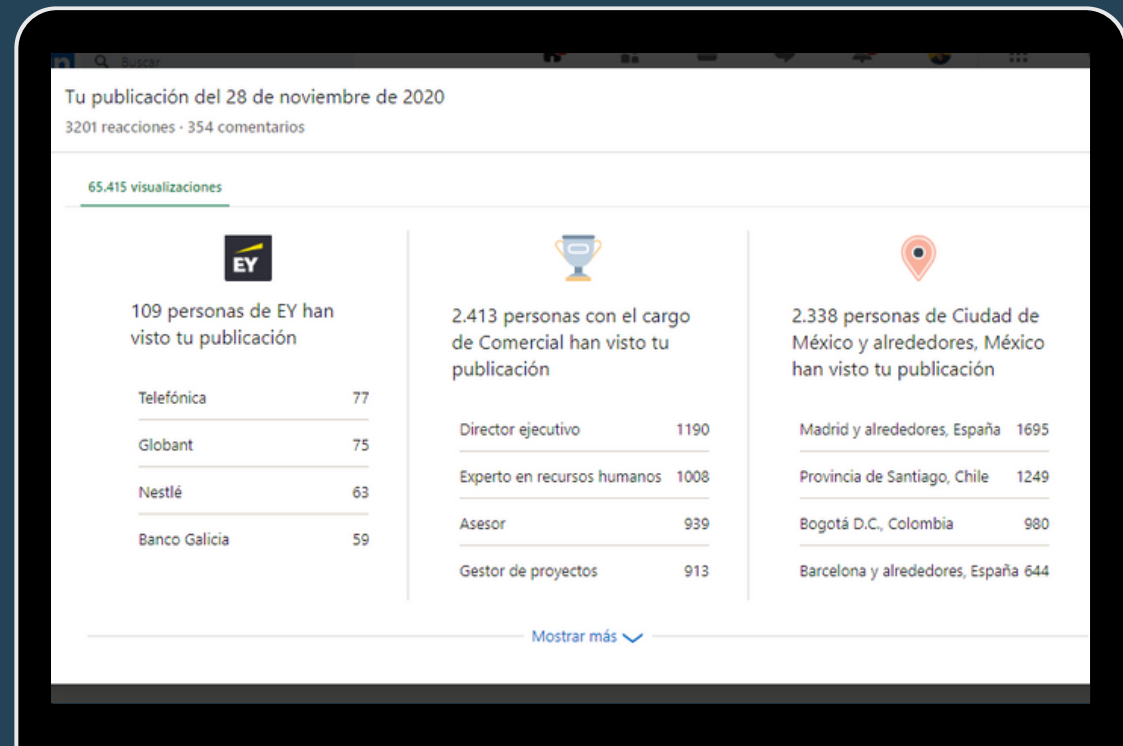 n Buscar
Tu publicación del 28 de noviembre de 2020
3201 reacciones · 354 comentarios
65.415 visualizaciones
EY
109 personas de EY han
visto tu publicación
Telefónica 77
Globant 75
Nestlé 63
Banco Galicia 59
2.413 personas con el cargo
de Comercial han visto tu
publicación
Director ejecutivo 1190
Experto en recursos humanos 1008
Asesor 939
Gestor de proyectos 913
2.338 personas de Ciudad de
México y alrededores, México
han visto tu publicación
Madrid y alrededores, España 1695
Provincia de Santiago, Chile 1249
Bogotá D.C., Colombia 980
Barcelona y alrededores, España 644
Mostrar más